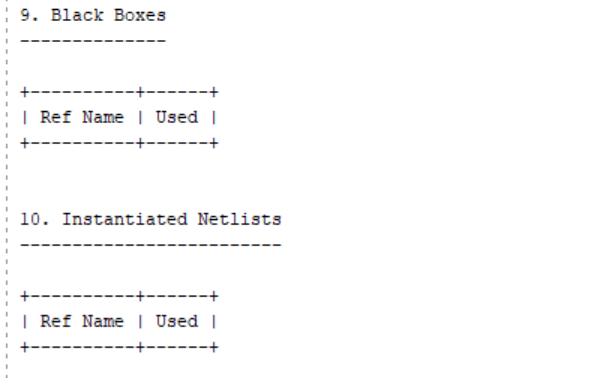 9. Black Boxes
--------------
+----------+------+
| Ref Name | Used |
+----------+------+
10. Instantiated Netlists
-------------------------
+----------+------+
| Ref Name | Used |
+----------+------+